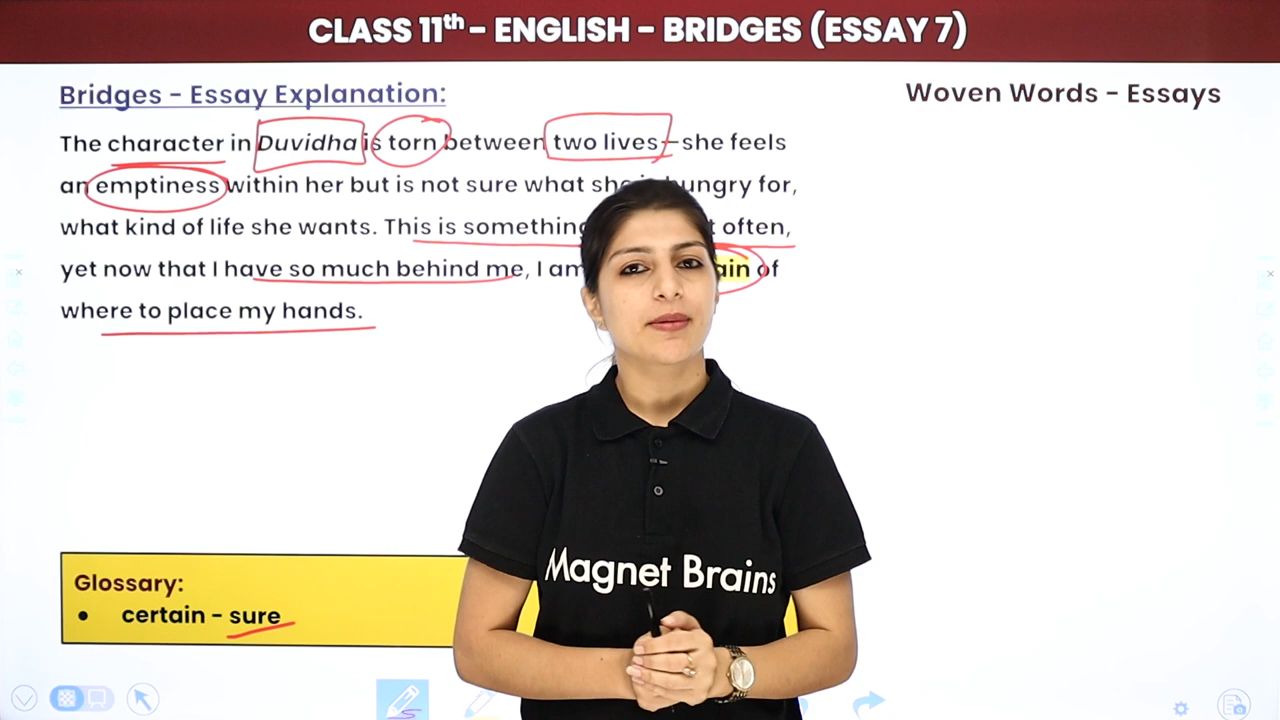 CLASS 11th - ENGLISH - BRIDGES (ESSAY 7)
Bridges - Essay Explanation:
Woven Words - Essays
The character in Duvidha is torn between two lives—she feels
an emptiness within her but is not sure what she is hungry for,
what kind of life she wants. This is something often,
yet now that I have so much behind me, I am of
where to place my hands.
Glossary:
• certain - sure
Magnet Brains